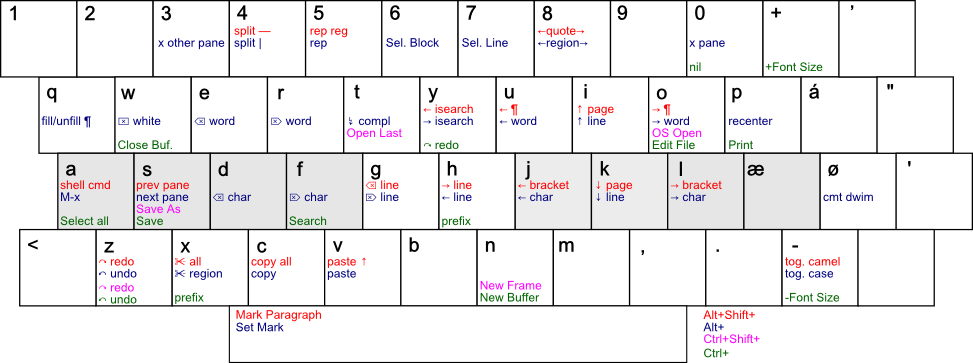 1 2 3 4 5 6 7 8 9 0 + ’
split — rep reg ←quote→
x other pane split | rep Sel. Block Sel. Line ←region→ x pane
nil +Font Size
q w e r t y u i o p á "
← isearch ← ¶ ↑ page → ¶
fill/unfill ¶ ⌫ white ⌫ word ⌦ word ↯ compl → isearch ← word ↑ line → word recenter
Open Last OS Open
Close Buf. ↷ redo Edit File Print
a s d f g h j k l æ ø '
shell cmd prev pane ⌫ line → line ← bracket ↓ page → bracket
M-x next pane ⌫ char ⌦ char ⌦ line ← line ← char ↓ line → char cmt dwim
Save As
Select all Save Search prefix
< z x c v b n m , . -
↷ redo ✂ all copy all paste ↑ tog. camel
↶ undo ✂ region copy paste tog. case
↷ redo New Frame
↶ undo prefix New Buffer -Font Size
Mark Paragraph Alt+Shift+
Set Mark Alt+
Ctrl+Shift+
Ctrl+